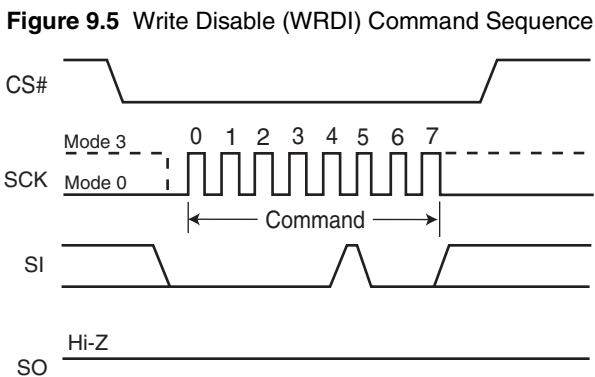 Figure 9.5 Write Disable (WRDI) Command Sequence
CS#
Mode 3
0 1 2 3 4 5 6 7
SCK
Mode 0
Command
SI
Hi-Z
SO